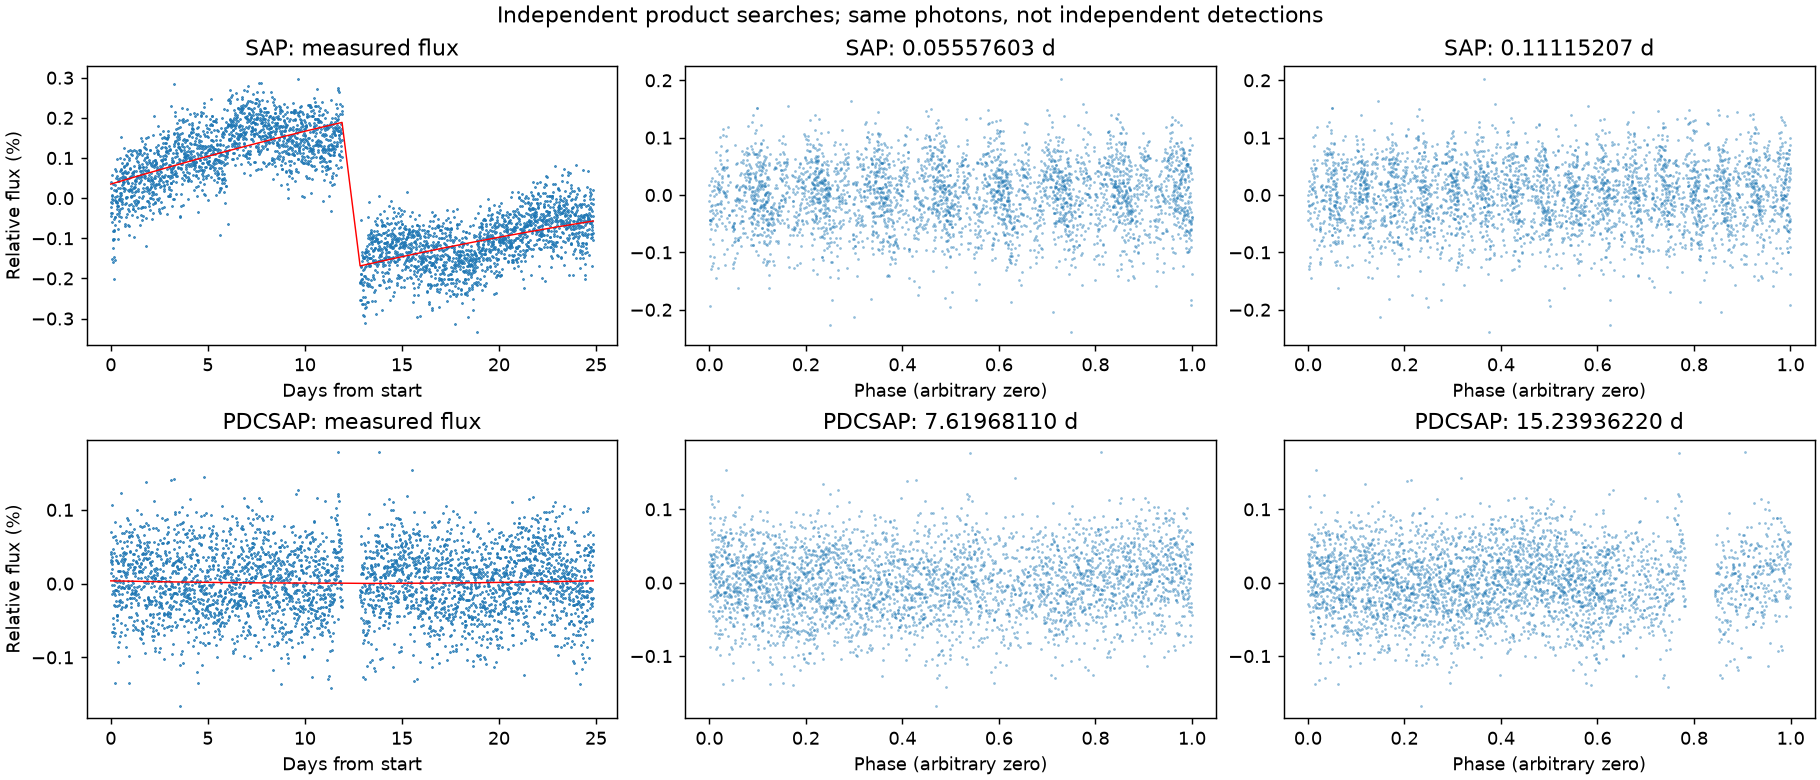 Independent product searches; same photons, not independent detections
SAP: measured flux
SAP: 0.05557603 d
SAP: 0.11115207 d
Relative flux (%)
0.3
0.2
0.1
0.0
−0.1
−0.2
−0.3
0 5 10 15 20 25
Days from start
0.2
0.1
0.0
−0.1
−0.2
0.0 0.2 0.4 0.6 0.8 1.0
Phase (arbitrary zero)
0.2
0.1
0.0
−0.1
−0.2
0.0 0.2 0.4 0.6 0.8 1.0
Phase (arbitrary zero)
PDCSAP: measured flux
PDCSAP: 7.61968110 d
PDCSAP: 15.23936220 d
Relative flux (%)
0.1
0.0
−0.1
0 5 10 15 20 25
Days from start
0.1
0.0
−0.1
0.0 0.2 0.4 0.6 0.8 1.0
Phase (arbitrary zero)
0.1
0.0
−0.1
0.0 0.2 0.4 0.6 0.8 1.0
Phase (arbitrary zero)